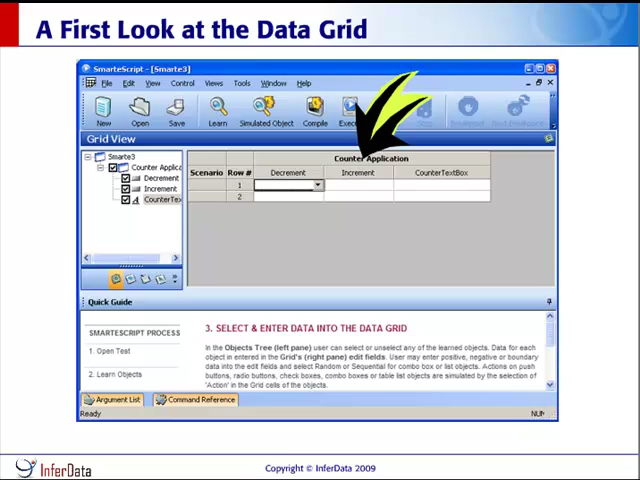 A First Look at the Data Grid
SmarteScript - [Smarte3]
File Edit View Tools Control Views Tools Window Help
New Open Save Learn Simulated Object Compile
Grid View
Smarte3
Counter Applica
Decrement
Increment
CounterTex
Counter Application
Scenario Row # Decrement Increment CounterTextBox
1
2
Quick Guide
SMARTESCRIPT PROCESS
1. Open Test
2. Learn Objects
3. SELECT & ENTER DATA INTO THE DATA GRID
In the Objects Tree (left pane) user can select or unselect any of the learned objects. Data for each
object in entered in the Grid's (right pane) edit fields. User may enter positive, negative or boundary
data into the edit fields and select Random or Sequential for combo box or list objects. Actions on push
buttons, radio buttons, check boxes, combo boxes or table list objects are simulated by the selection of
'Action' in the Grid cells of the objects.
Argument List Command Reference
Ready NUM
InferData
Copyright © InferData 2009